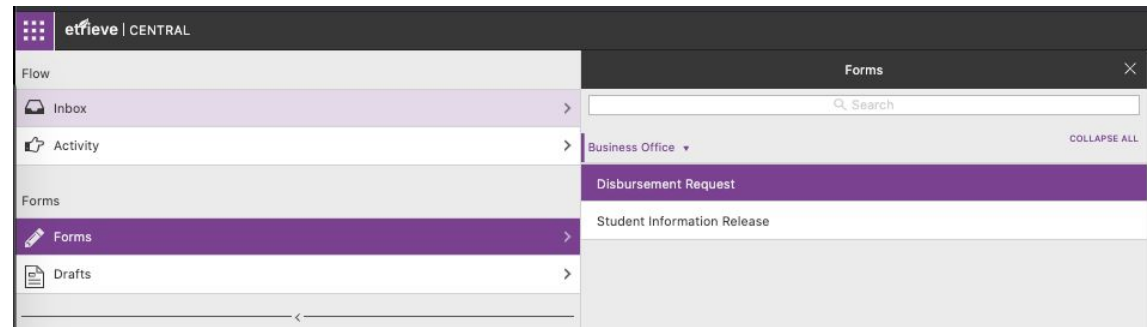 etrieve | CENTRAL
Flow
Inbox
Activity
Forms
Forms
Drafts
Forms
Search
Business Office
COLLAPSE ALL
Disbursement Request
Student Information Release